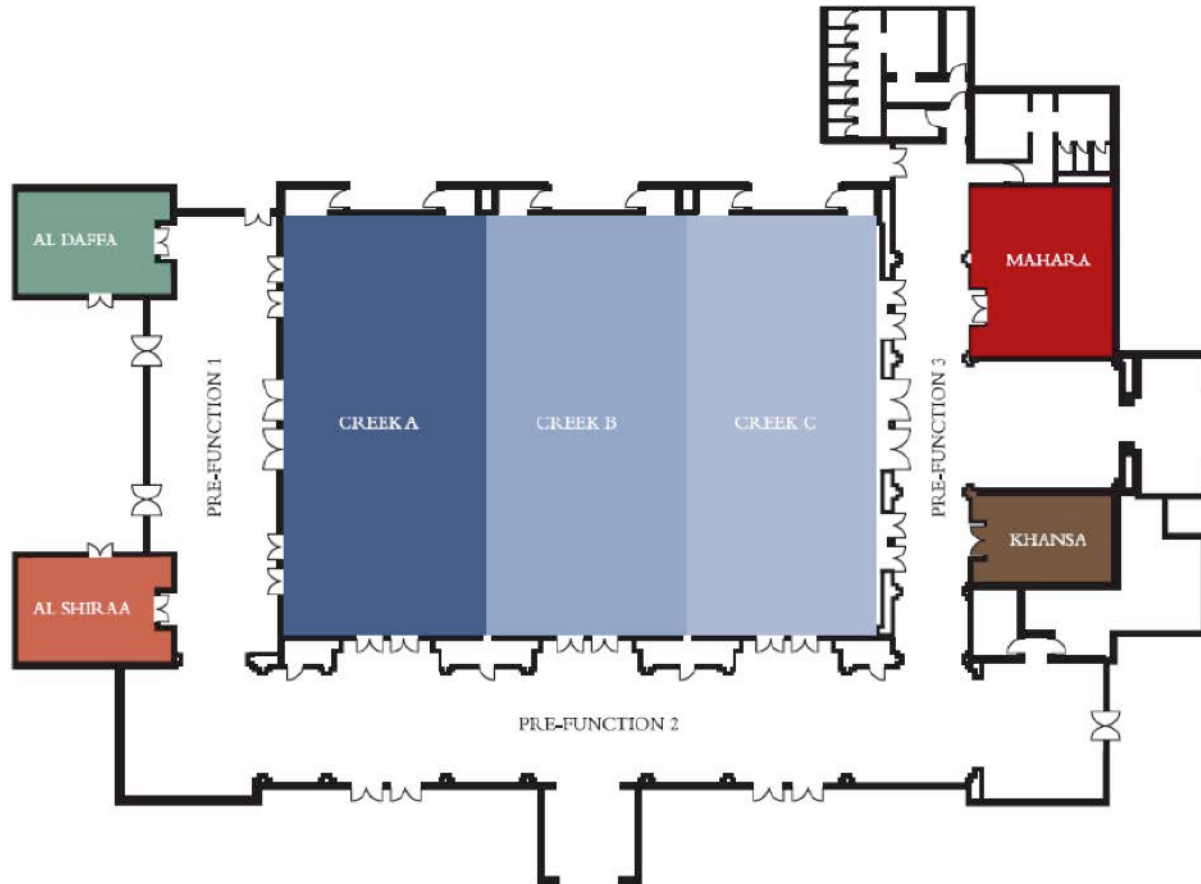 AL DAFFA
MAHARA
PRE-FUNCTION 1
CREEK A
CREEK B
CREEK C
PRE-FUNCTION 3
KHANSA
AL SHIRAA
PRE-FUNCTION 2